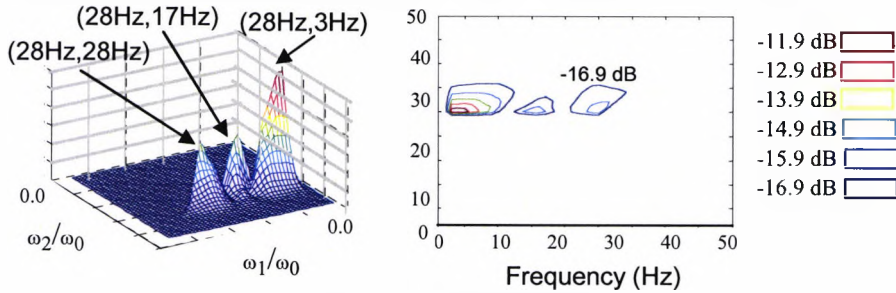 (28Hz,17Hz)
(28Hz,3Hz)
(28Hz,28Hz)
0.0
0.0
ω2/ω0
ω1/ω0
50
40
30
20
10
0
-16.9 dB
0
10
20
30
40
50
Frequency (Hz)
-11.9 dB
-12.9 dB
-13.9 dB
-14.9 dB
-15.9 dB
-16.9 dB